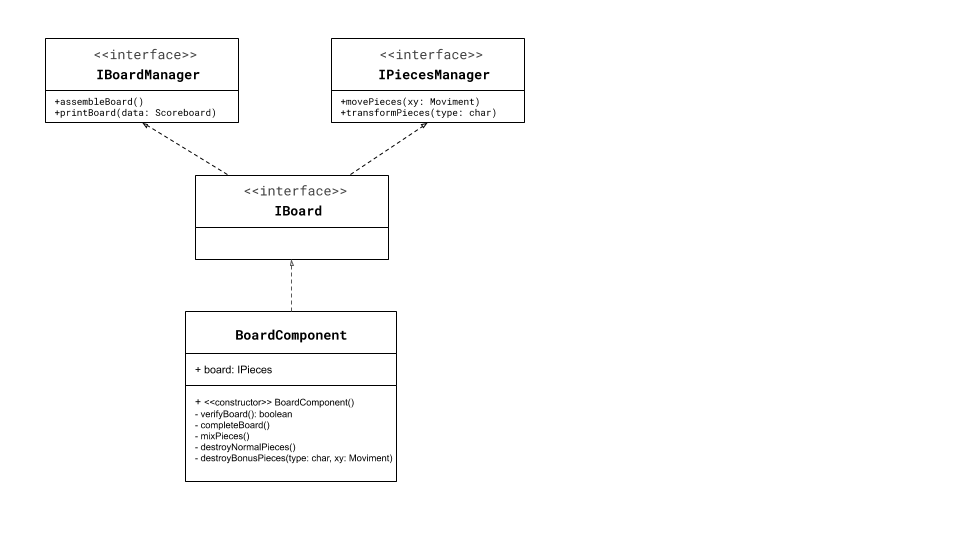 <<interface>>
IBoardManager
+assembleBoard()
+printBoard(data: Scoreboard)
<<interface>>
IPiecesManager
+movePieces(xy: Moviment)
+transformPieces(type: char)
<<interface>>
IBoard
BoardComponent
+ board: IPieces
+ <<constructor>> BoardComponent()
- verifyBoard(): boolean
- completeBoard()
- mixPieces()
- destroyNormalPieces()
- destroyBonusPieces(type: char, xy: Moviment)